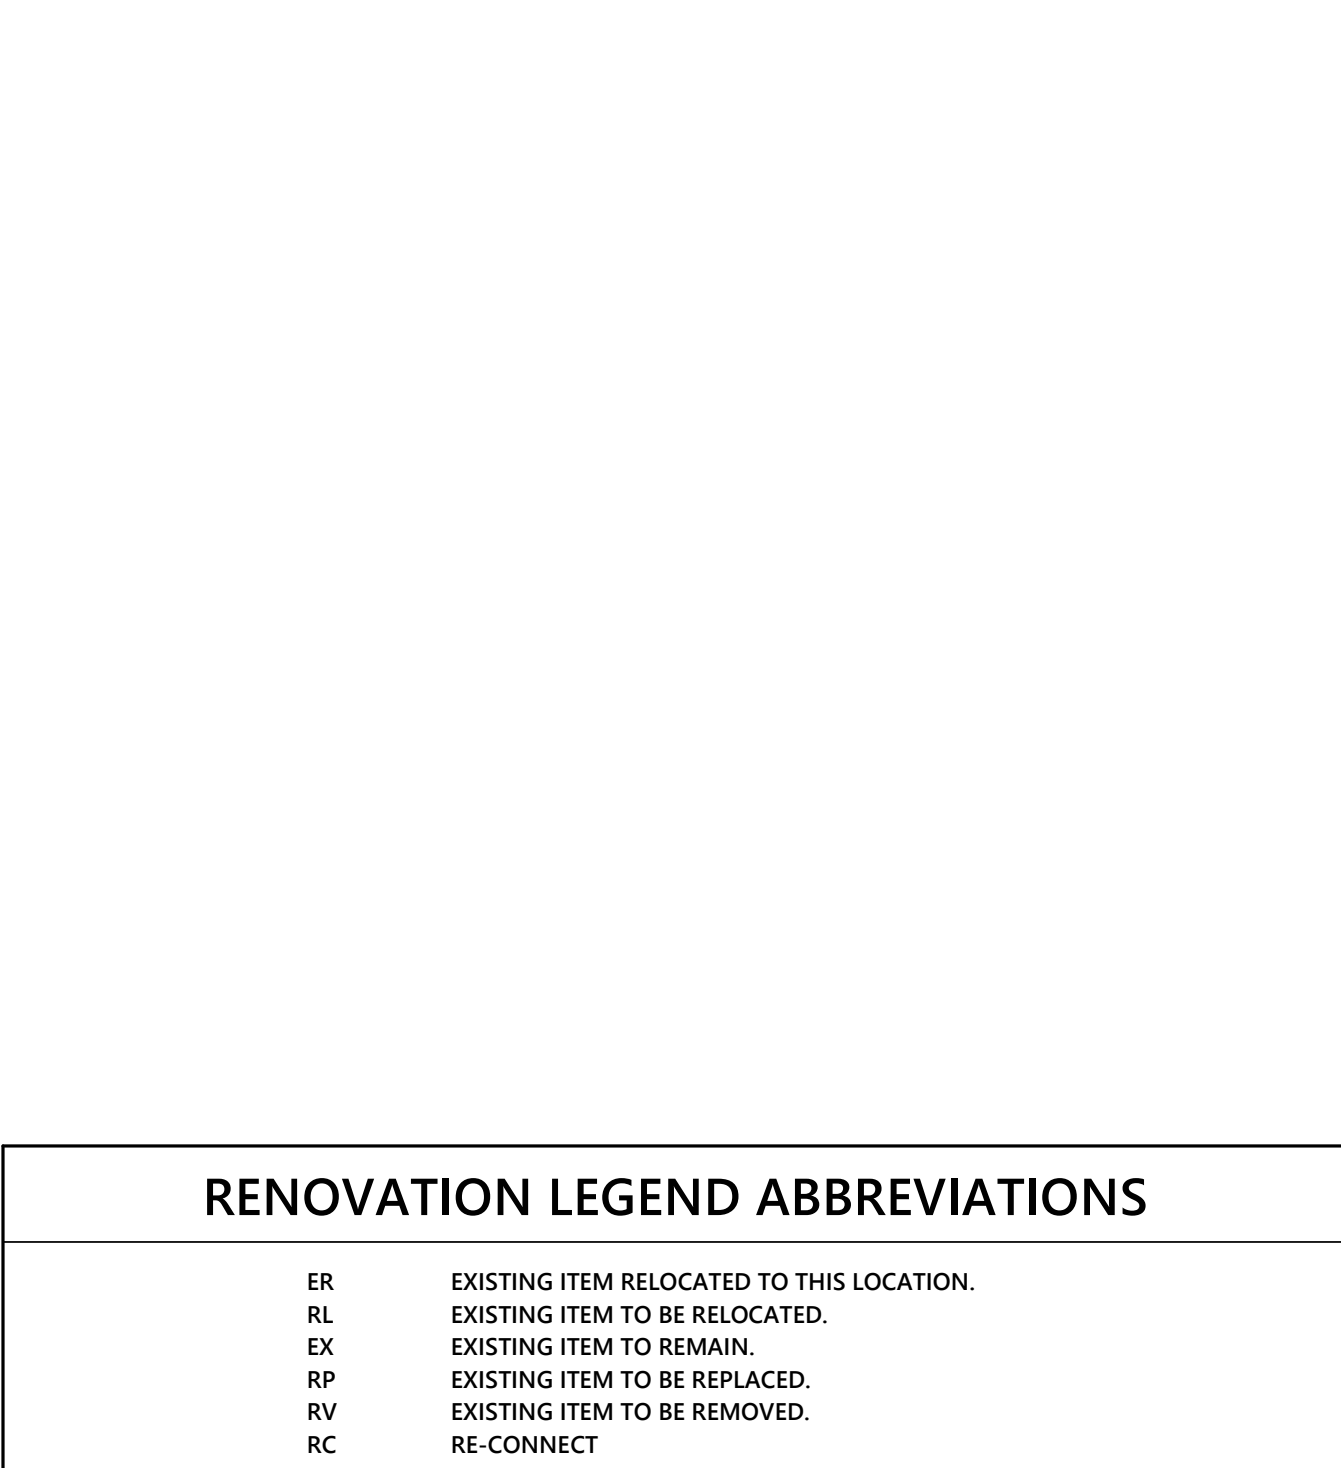 RENOVATION LEGEND ABBREVIATIONS
ER EXISTING ITEM RELOCATED TO THIS LOCATION.
RL EXISTING ITEM TO BE RELOCATED.
EX EXISTING ITEM TO REMAIN.
RP EXISTING ITEM TO BE REPLACED.
RV EXISTING ITEM TO BE REMOVED.
RC RE-CONNECT